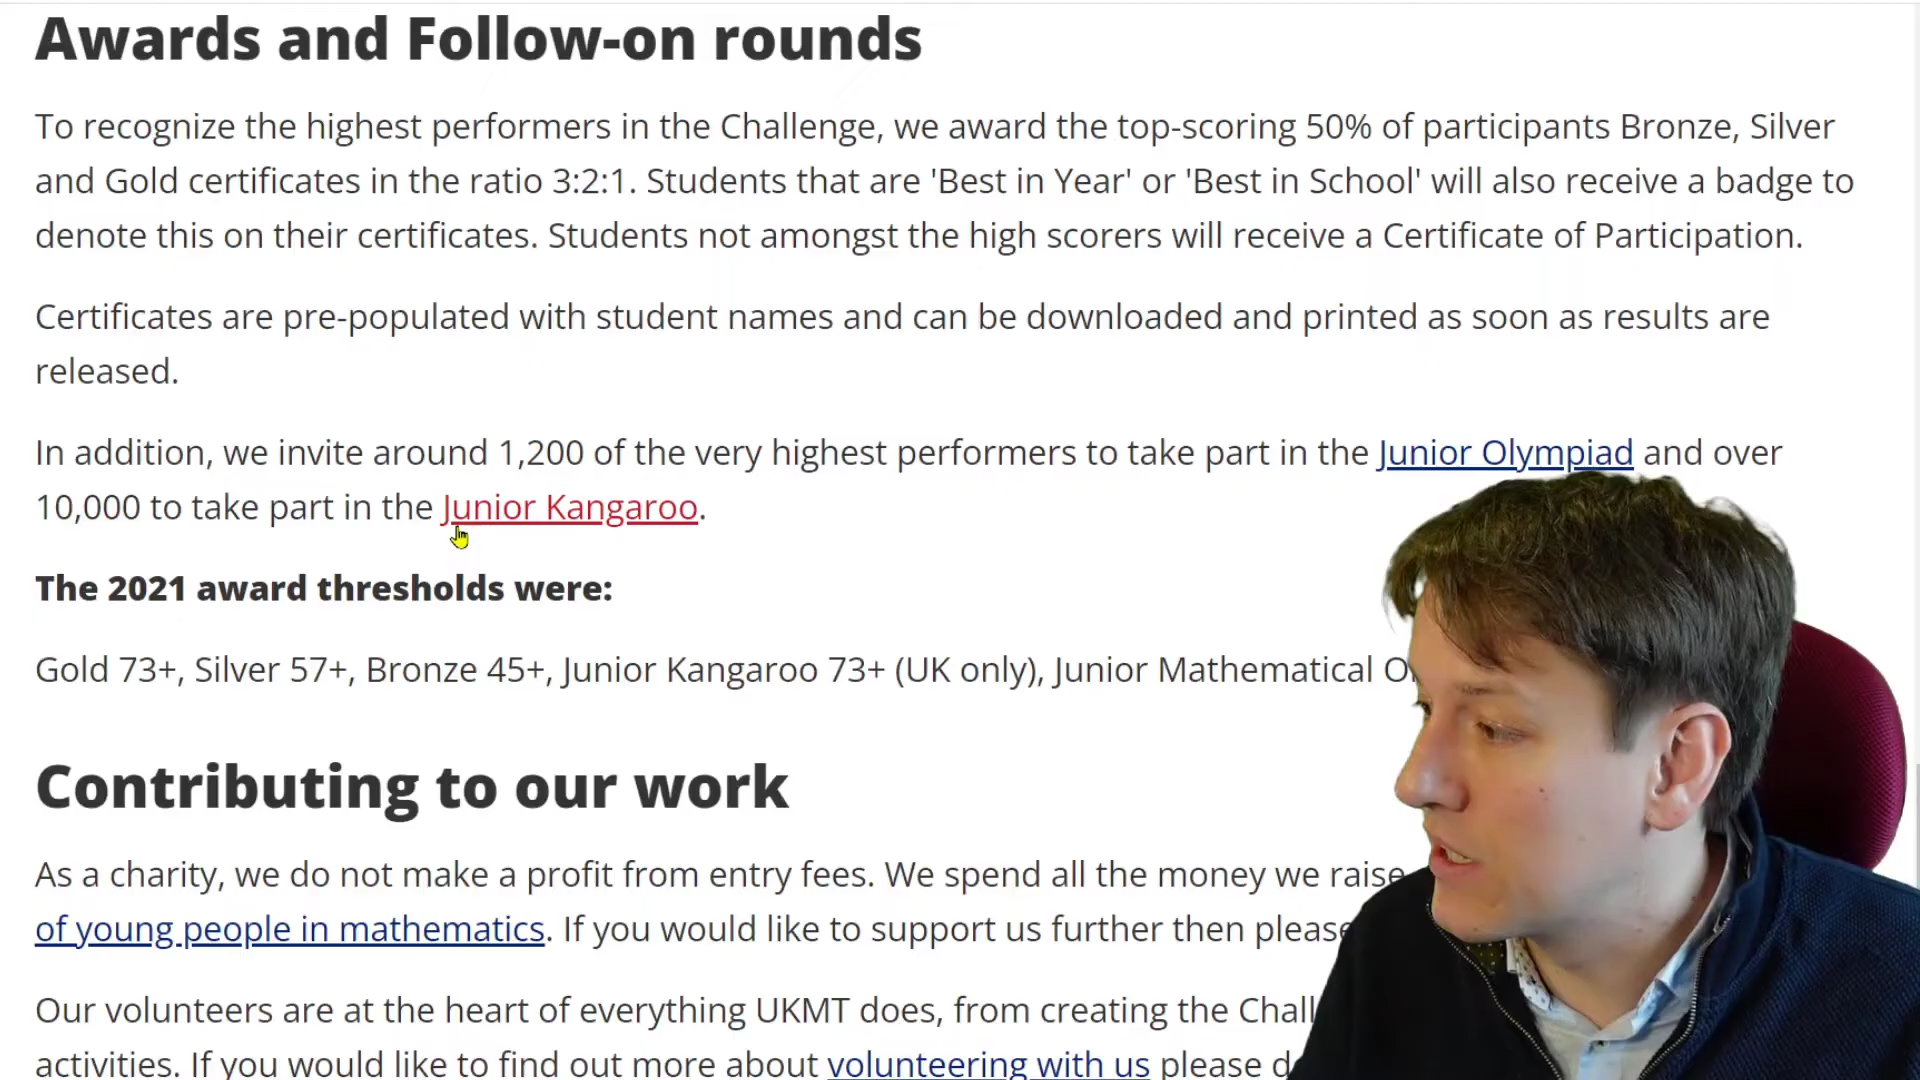 Awards and Follow-on rounds
To recognize the highest performers in the Challenge, we award the top-scoring 50% of participants Bronze, Silver
and Gold certificates in the ratio 3:2:1. Students that are 'Best in Year' or 'Best in School' will also receive a badge to
denote this on their certificates. Students not amongst the high scorers will receive a Certificate of Participation.
Certificates are pre-populated with student names and can be downloaded and printed as soon as results are
released.
In addition, we invite around 1,200 of the very highest performers to take part in the Junior Olympiad and over
10,000 to take part in the Junior Kangaroo.
The 2021 award thresholds were:
Gold 73+, Silver 57+, Bronze 45+, Junior Kangaroo 73+ (UK only), Junior Mathematical
Contributing to our work
As a charity, we do not make a profit from entry fees. We spend all the money we raise
of young people in mathematics. If you would like to support us further then please
Our volunteers are at the heart of everything UKMT does, from creating the
activities. If you would like to find out more about volunteering with us please